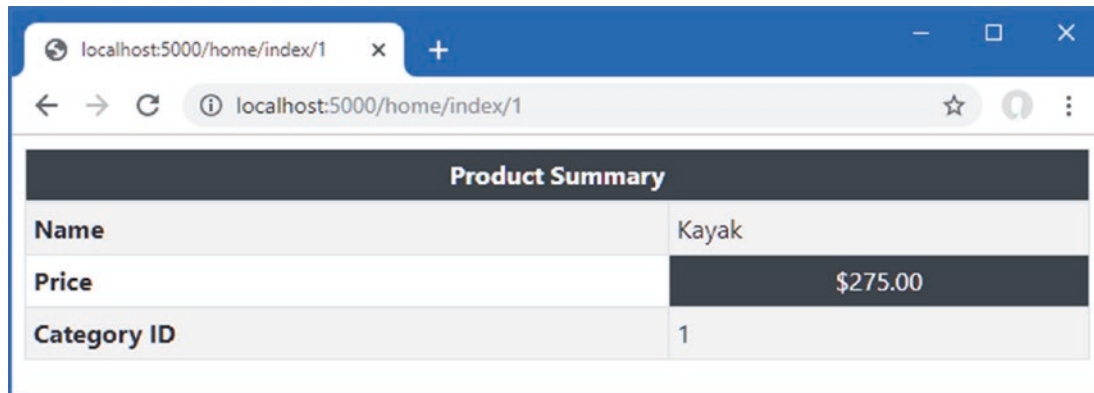 localhost:5000/home/index/1
localhost:5000/home/index/1
Product Summary
Name Kayak
Price $275.00
Category ID 1